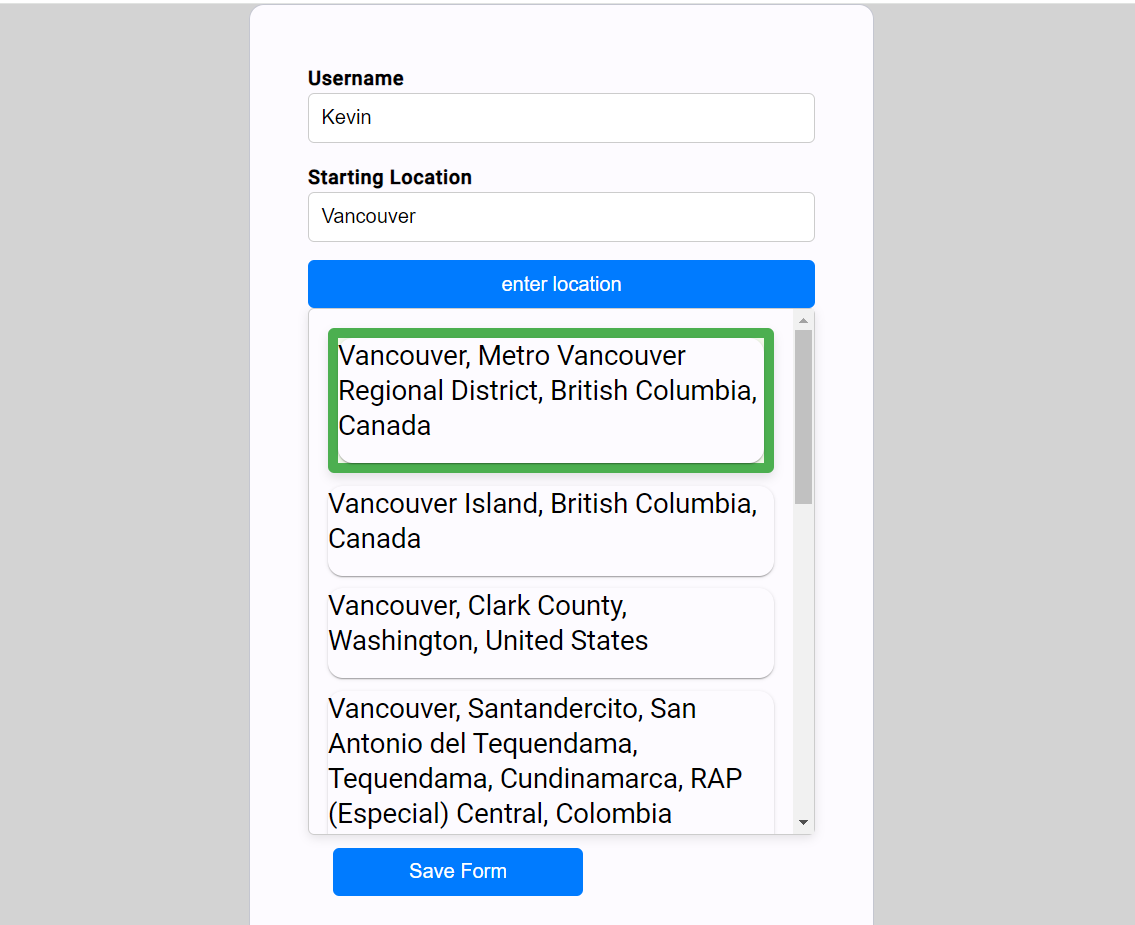 Username
Kevin
Starting Location
Vancouver
enter location
Vancouver, Metro Vancouver
Regional District, British Columbia,
Canada
Vancouver Island, British Columbia,
Canada
Vancouver, Clark County,
Washington, United States
Vancouver, Santandercito, San
Antonio del Tequendama,
Tequendama, Cundinamarca, RAP
(Especial) Central, Colombia
Save Form